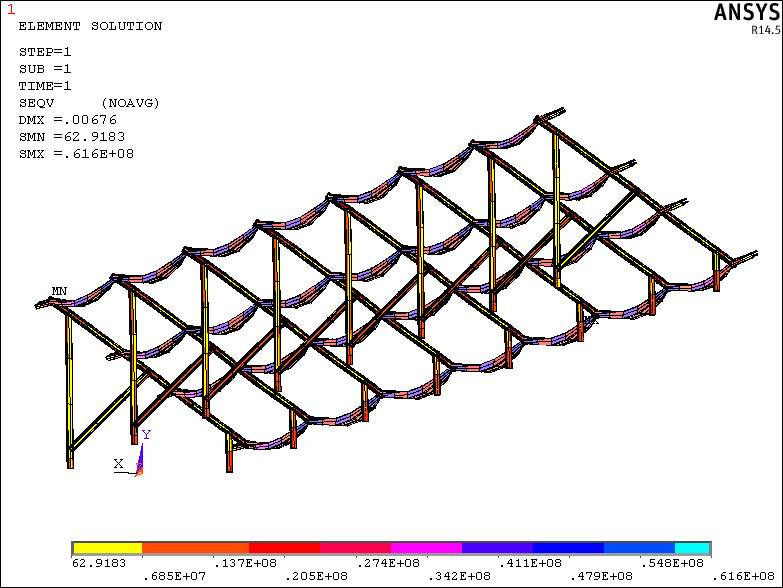 1
ANSYS
R14.5
ELEMENT SOLUTION
STEP=1
SUB =1
TIME=1
SEQV (NOAVG)
DMX =.00676
SMN =62.9183
SMX =.616E+08
MN
Y
X
62.9183 .137E+08 .274E+08 .411E+08 .548E+08
.685E+07 .205E+08 .342E+08 .479E+08 .616E+08